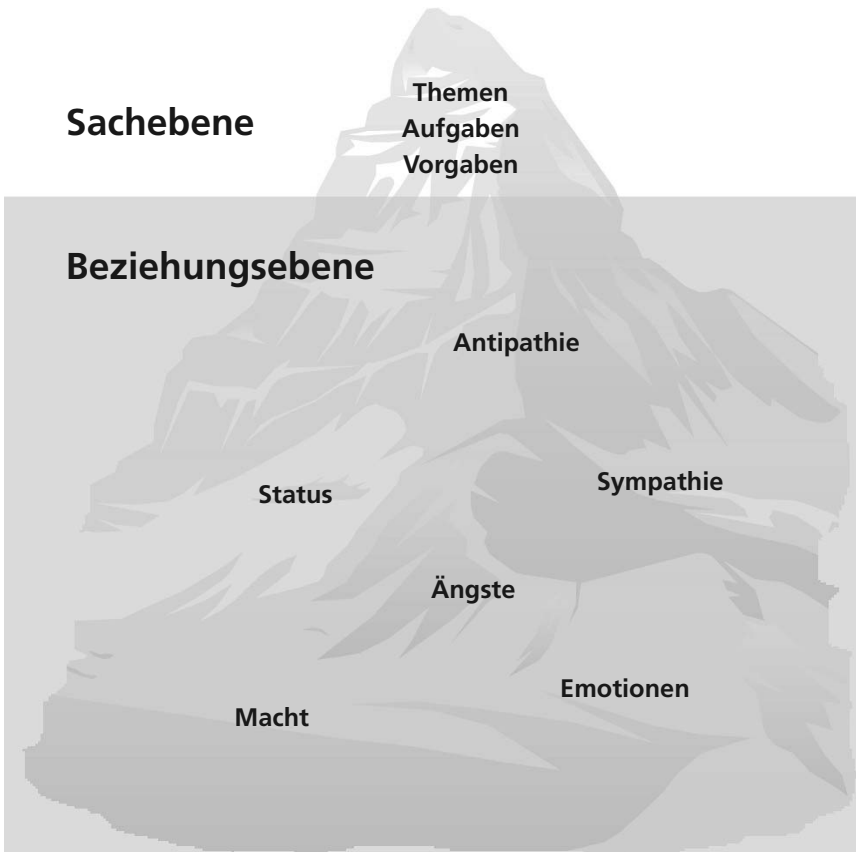 Sachebene
Themen
Aufgaben
Vorgaben
Beziehungsebene
Antipathie
Status
Sympathie
Ängste
Emotionen
Macht